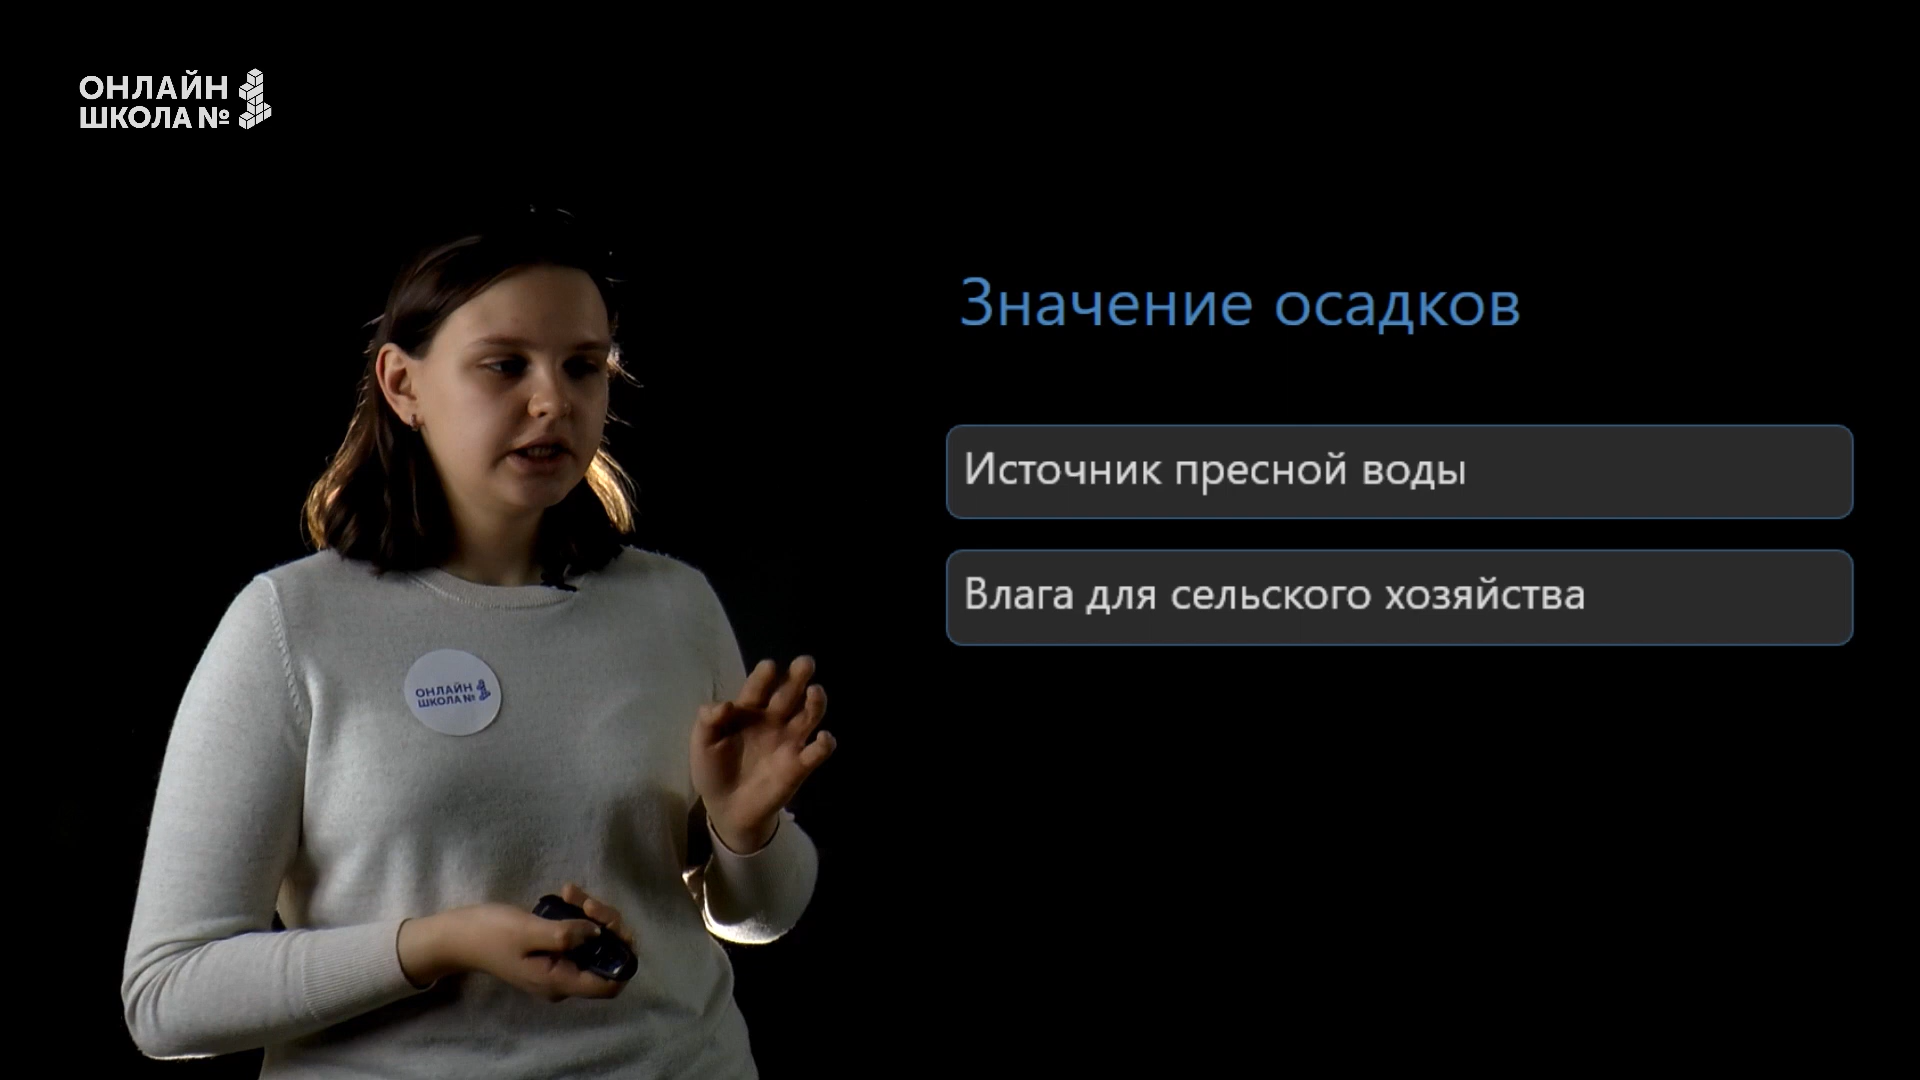 ОНЛАЙН
ШКОЛА №
Значение осадков
Источник пресной воды
Влага для сельского хозяйства
ОНЛАЙН
ШКОЛА №